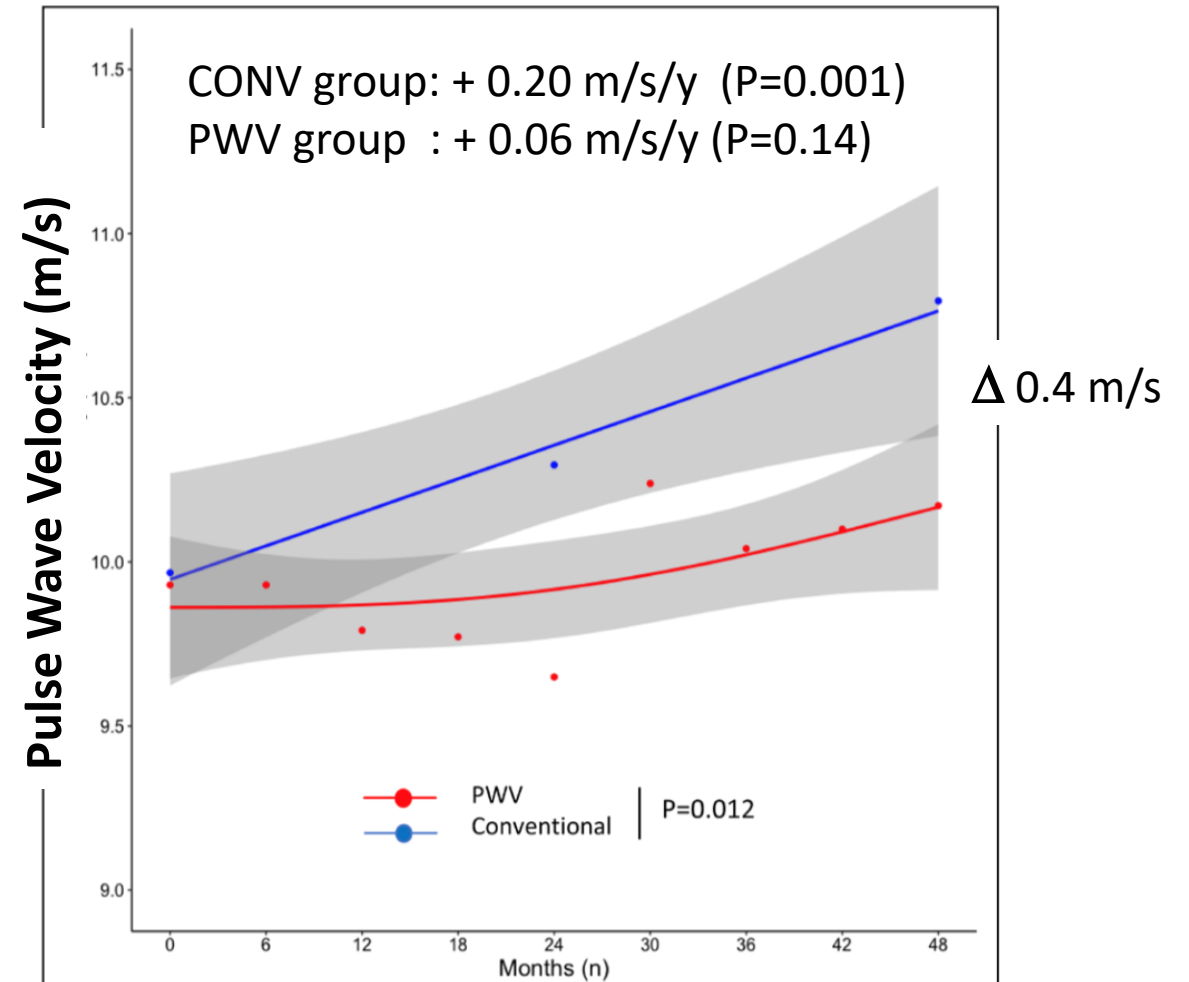 CONV group: + 0.20 m/s/y (P=0.001)
PWV group : + 0.06 m/s/y (P=0.14)
Pulse Wave Velocity (m/s)
11.5
11.0
10.5
10.0
9.5
9.0
Δ 0.4 m/s
PWV
Conventional
P=0.012
0 6 12 18 24 30 36 42 48
Months (n)